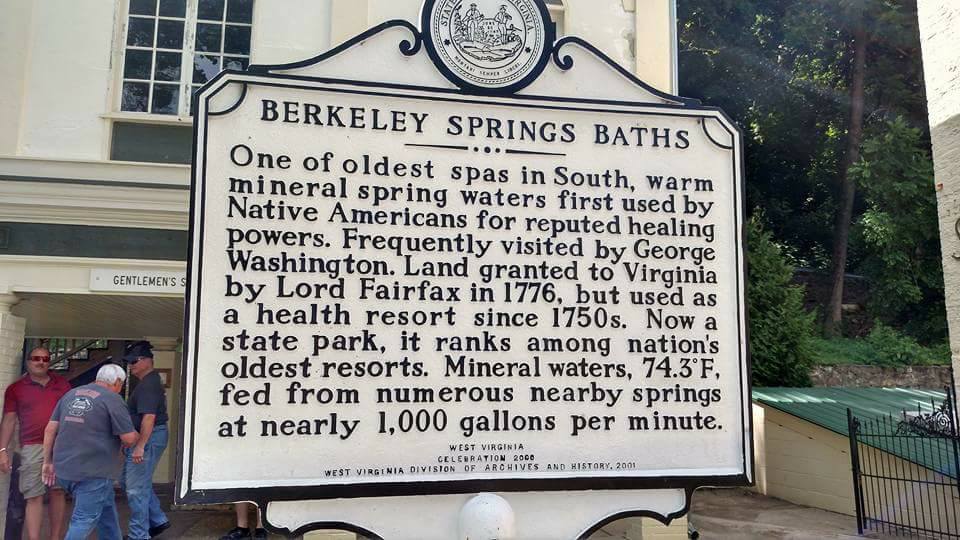 BERKELEY SPRINGS BATHS
One of oldest spas in South, warm
mineral spring waters first used by
Native Americans for reputed healing
powers. Frequently visited by George
Washington. Land granted to Virginia
by Lord Fairfax in 1776, but used as
a health resort since 1750s. Now a
state park, it ranks among nation's
oldest resorts. Mineral waters, 74.3°F,
fed from numerous nearby springs
at nearly 1,000 gallons per minute.
WEST VIRGINIA
CELEBRATION 2000
WEST VIRGINIA DIVISION OF ARCHIVES AND HISTORY, 2001
GENTLEMEN'S S